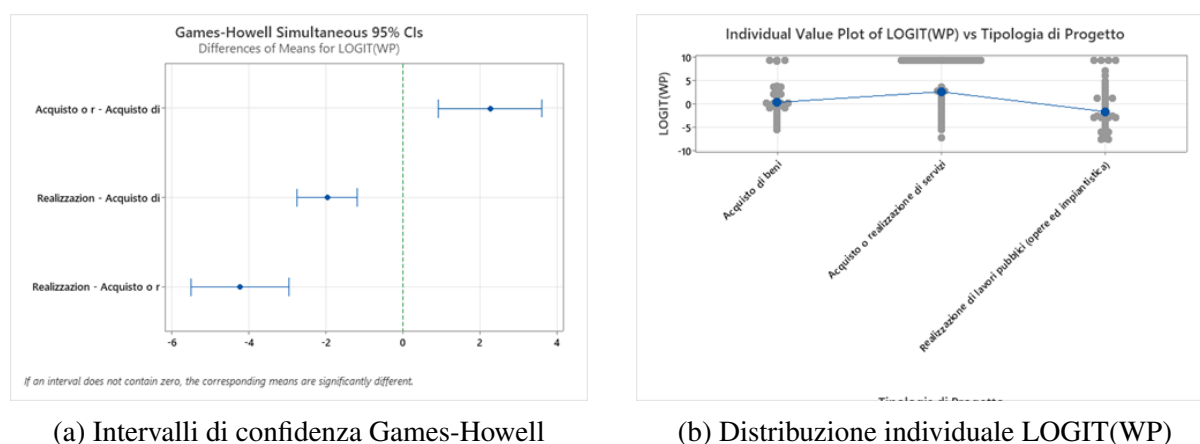 Games-Howell Simultaneous 95% CIs
Differences of Means for LOGIT(WP)
Acquisto o r - Acquisto di
Realizzazion - Acquisto di
Realizzazion - Acquisto o r
-6 -4 -2 0 2 4
If an interval does not contain zero, the corresponding means are significantly different.
(a) Intervalli di confidenza Games-Howell
Individual Value Plot of LOGIT(WP) vs Tipologia di Progetto
LOGIT(WP)
10
5
0
-5
-10
Acquisto di beni
Acquisto o realizzazione di servizi
Realizzazione di lavori pubblici (opere ed impiantistica)
Tipologia di Progetto
(b) Distribuzione individuale LOGIT(WP)